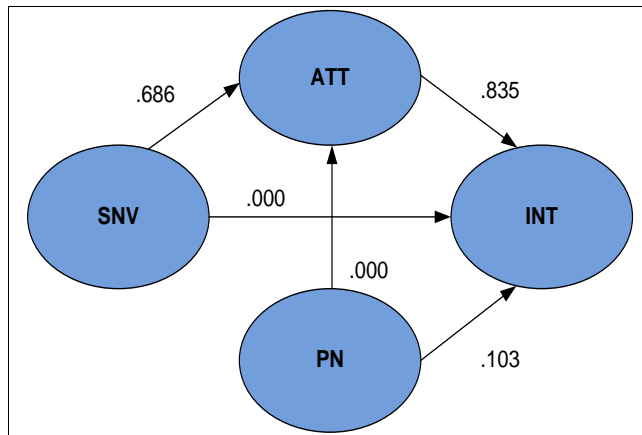 ATT
.686
.835
SNV
.000
INT
.000
PN
.103